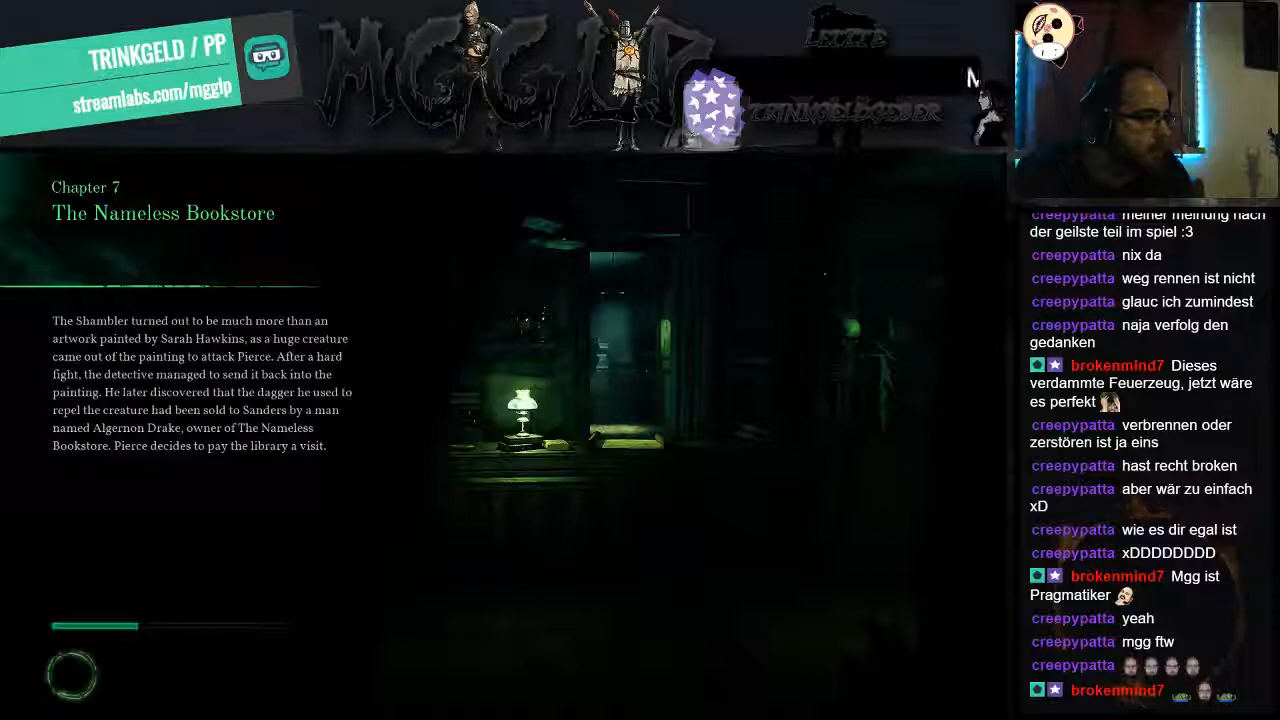 TRINKGELD / PP
streamlabs.com/mgglp
MGGLP
LETZTE
TRINKGELDGEBER
M
Chapter 7
The Nameless Bookstore
The Shambler turned out to be much more than an
artwork painted by Sarah Hawkins, as a huge creature
came out of the painting to attack Pierce. After a hard
fight, the detective managed to send it back into the
painting. He later discovered that the dagger he used to
repel the creature had been sold to Sanders by a man
named Algernon Drake, owner of The Nameless
Bookstore. Pierce decides to pay the library a visit.
creepypatta meiner meinung nach
der geilste teil im spiel :3
creepypatta nix da
creepypatta weg rennen ist nicht
creepypatta glauc ich zumindest
creepypatta naja verfolg den
gedanken
brokenmind7 Dieses
verdammte Feuerzeug, jetzt wäre
es perfekt
creepypatta verbrennen oder
zerstören ist ja eins
creepypatta hast recht broken
creepypatta aber wär zu einfach
xD
creepypatta wie es dir egal ist
creepypatta xDDDDDDDD
brokenmind7 Mgg ist
Pragmatiker
creepypatta yeah
creepypatta mgg ftw
creepypatta
brokenmind7